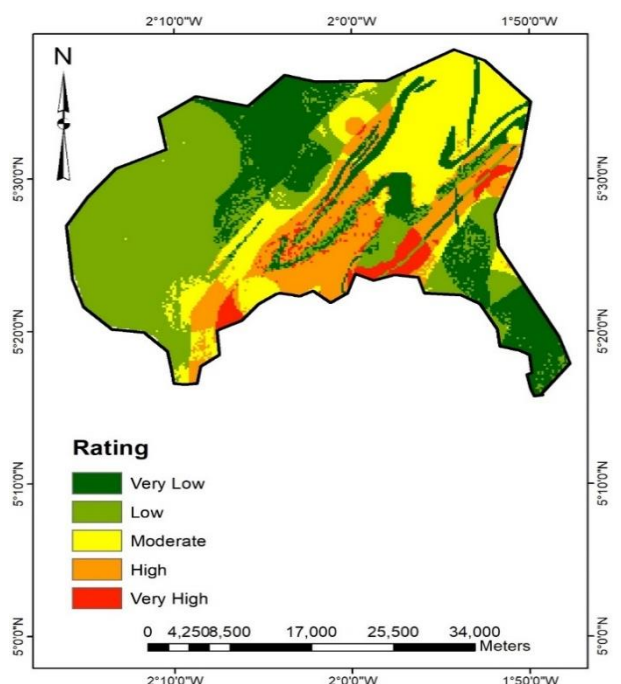 2°10'0"W 2°0'0"W 1°50'0"W
N
5°30'0"N 5°30'0"N
5°20'0"N 5°20'0"N
5°10'0"N 5°10'0"N
5°0'0"N 5°0'0"N
Rating
Very Low
Low
Moderate
High
Very High
0 4,2508,500 17,000 25,500 34,000
Meters
2°10'0"W 2°0'0"W 1°50'0"W